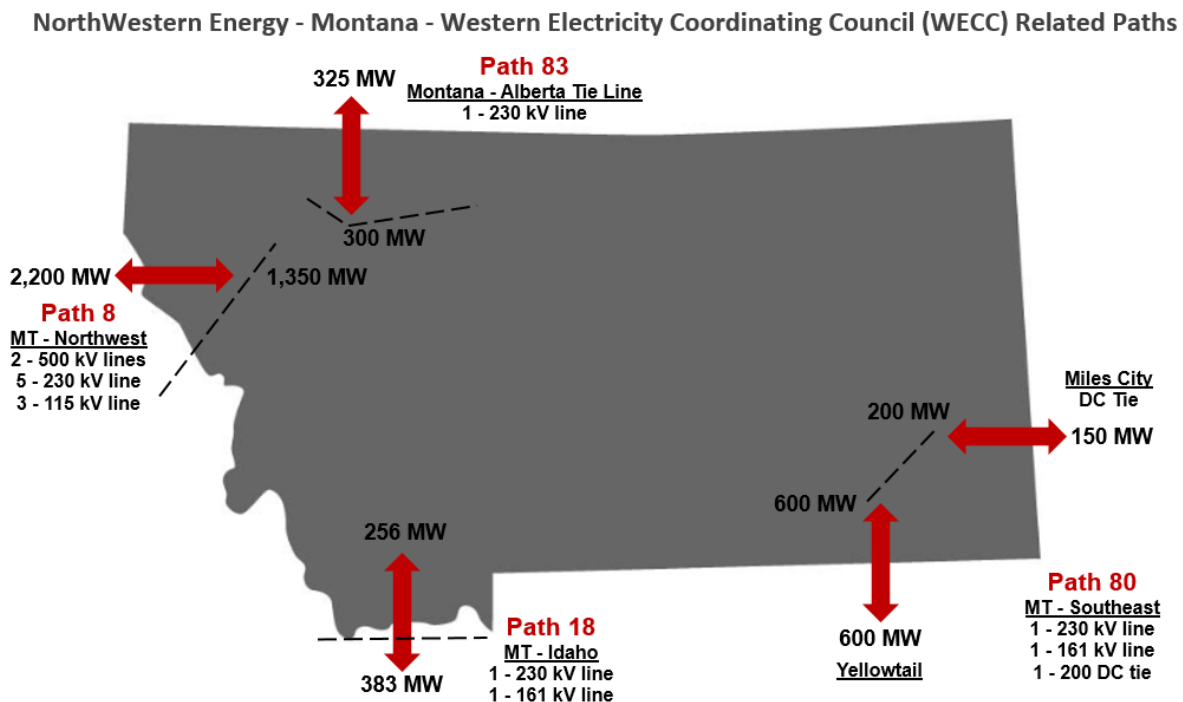 NorthWestern Energy - Montana - Western Electricity Coordinating Council (WECC) Related Paths
325 MW
Path 83
Montana - Alberta Tie Line
1 - 230 kV line
300 MW
2,200 MW
1,350 MW
Path 8
MT - Northwest
2 - 500 kV lines
5 - 230 kV line
3 - 115 kV line
Miles City
DC Tie
200 MW
150 MW
600 MW
256 MW
Path 80
MT - Southeast
1 - 230 kV line
1 - 161 kV line
1 - 200 DC tie
600 MW
Yellowtail
Path 18
MT - Idaho
1 - 230 kV line
1 - 161 kV line
383 MW